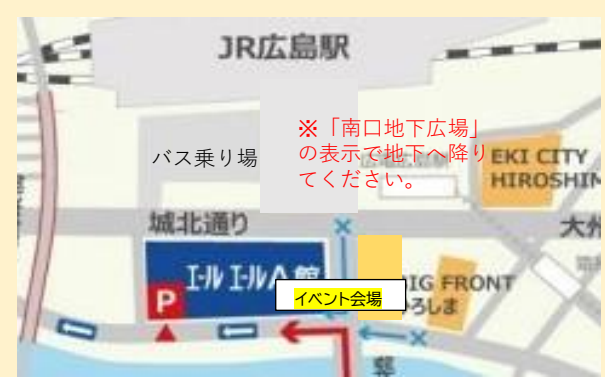 JR広島駅
※「南口地下広場」
の表示で地下へ降り
てください。
バス乗り場
EKI CITY
HIROSHIM
城北通り
大州
エールエールA館
P
イベント会場
BIG FRONT
ひろしま